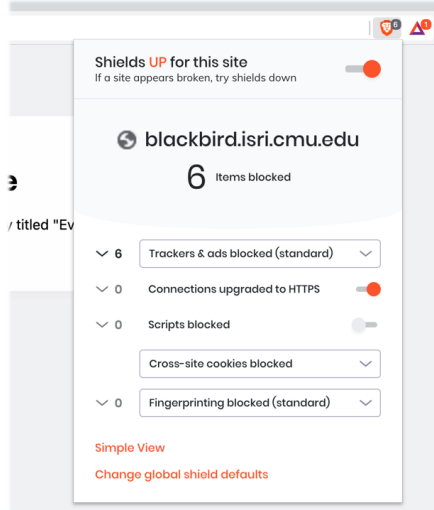 6
1
Shields UP for this site
If a site appears broken, try shields down
blackbird.isri.cmu.edu
6 Items blocked
titled "Ev
6 Trackers & ads blocked (standard)
0 Connections upgraded to HTTPS
0 Scripts blocked
Cross-site cookies blocked
0 Fingerprinting blocked (standard)
Simple View
Change global shield defaults